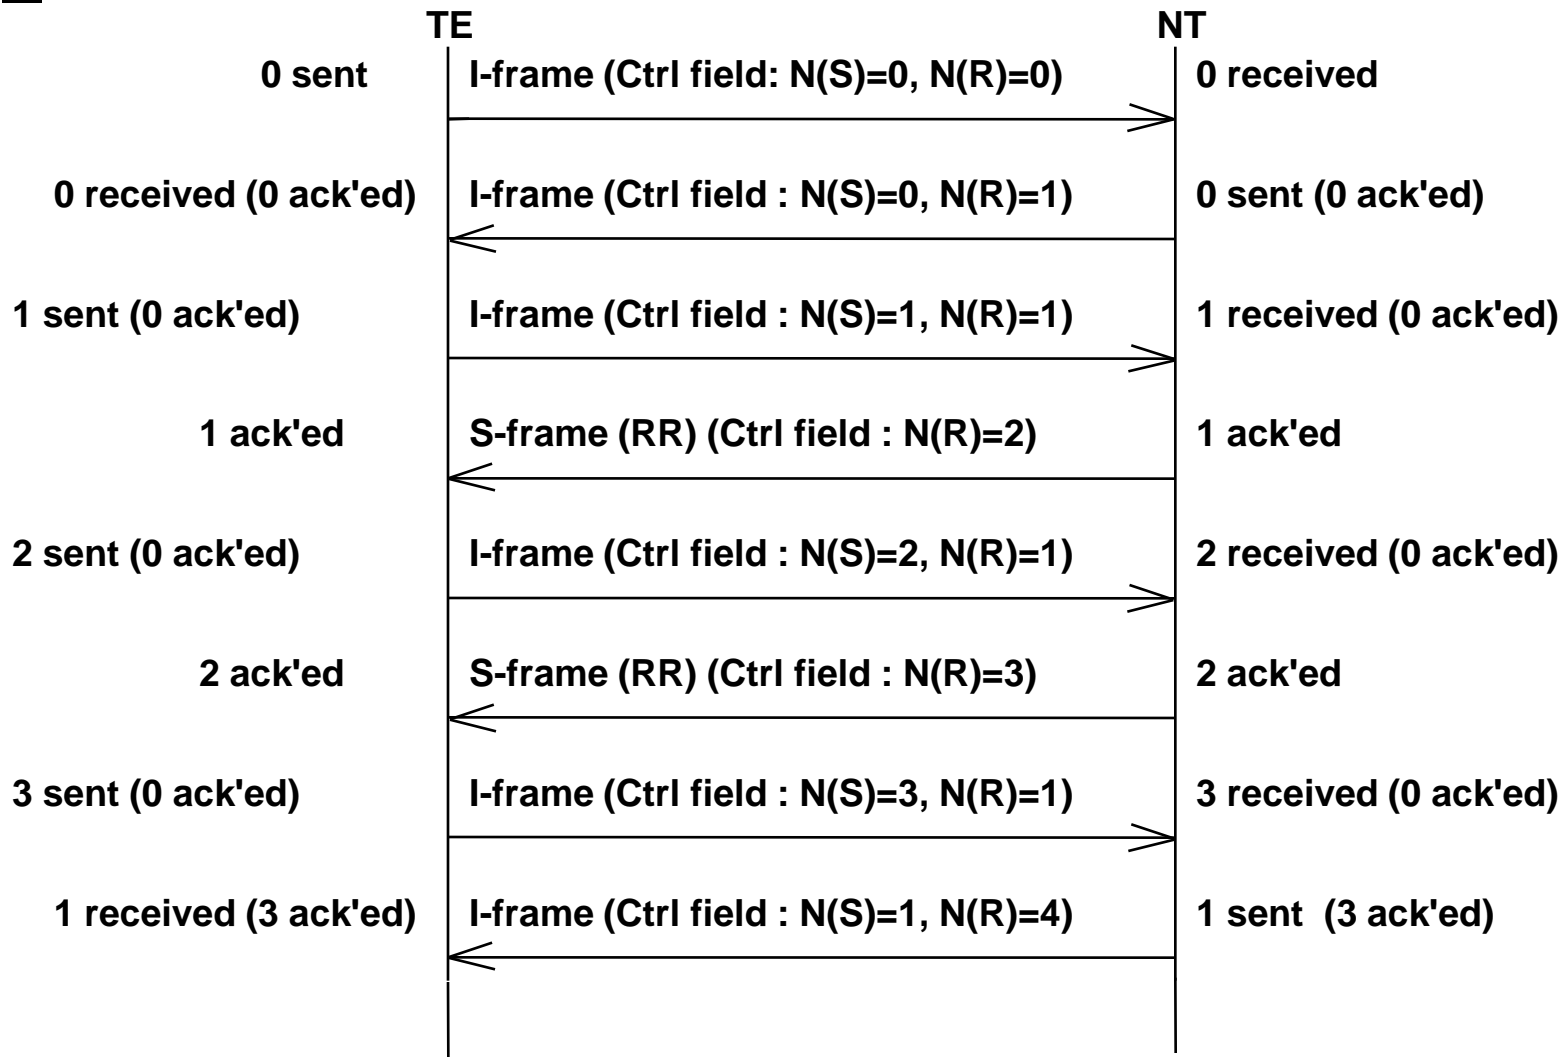 TE NT
0 sent I-frame (Ctrl field: N(S)=0, N(R)=0) 0 received
0 received (0 ack'ed) I-frame (Ctrl field : N(S)=0, N(R)=1) 0 sent (0 ack'ed)
1 sent (0 ack'ed) I-frame (Ctrl field : N(S)=1, N(R)=1) 1 received (0 ack'ed)
1 ack'ed S-frame (RR) (Ctrl field : N(R)=2) 1 ack'ed
2 sent (0 ack'ed) I-frame (Ctrl field : N(S)=2, N(R)=1) 2 received (0 ack'ed)
2 ack'ed S-frame (RR) (Ctrl field : N(R)=3) 2 ack'ed
3 sent (0 ack'ed) I-frame (Ctrl field : N(S)=3, N(R)=1) 3 received (0 ack'ed)
1 received (3 ack'ed) I-frame (Ctrl field : N(S)=1, N(R)=4) 1 sent (3 ack'ed)